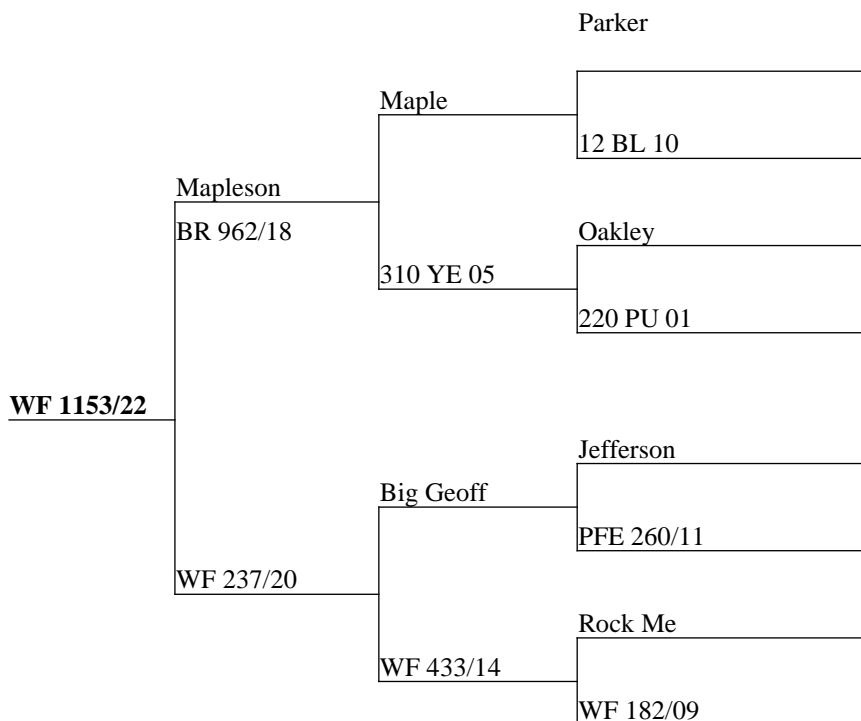 Parker
Maple
12 BL 10
Mapleson
BR 962/18
Oakley
310 YE 05
220 PU 01
WF 1153/22
Jefferson
Big Geoff
PFE 260/11
WF 237/20
Rock Me
WF 433/14
WF 182/09